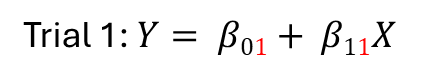 Trial 1: Y = β₀₁ + β₁₁X